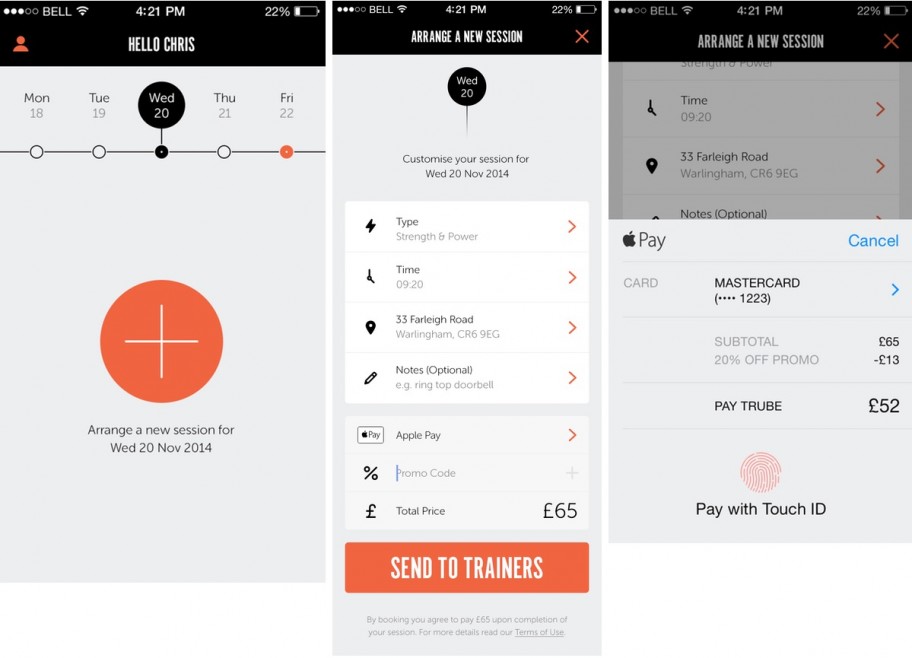 ●●●○○ BELL 4:21 PM 22%
HELLO CHRIS
Mon Tue Wed Thu Fri
18 19 20 21 22
Arrange a new session for
Wed 20 Nov 2014
●●●○○ BELL 4:21 PM 22%
ARRANGE A NEW SESSION
Wed
20
Customise your session for
Wed 20 Nov 2014
Type
Strength & Power
Time
09:20
33 Farleigh Road
Warlingham, CR6 9EG
Notes (Optional)
e.g. ring top doorbell
Pay Apple Pay
% Promo Code
£ Total Price £65
SEND TO TRAINERS
By booking you agree to pay £65 upon completion of
your session. For more details read our Terms of Use.
●●●○○ BELL 4:21 PM 22%
ARRANGE A NEW SESSION
Strength & Power
Time
09:20
33 Farleigh Road
Warlingham, CR6 9EG
Notes (Optional)
Pay Cancel
CARD MASTERCARD
(•••• 1223)
SUBTOTAL £65
20% OFF PROMO -£13
PAY TRUBE £52
Pay with Touch ID